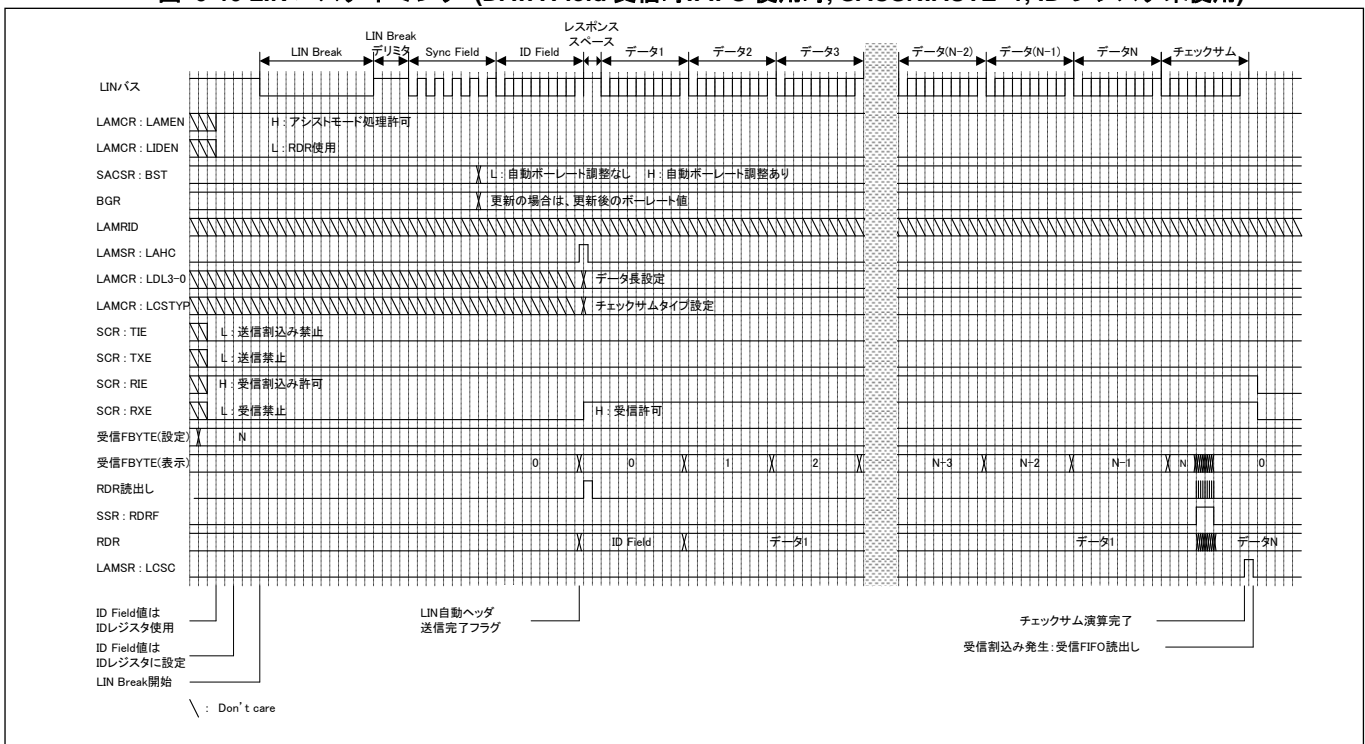 LIN Break
LIN Break
デリミタ
Sync Field
ID Field
レスポンス
スペース
データ1
データ2
データ3
データ(N-2)
データ(N-1)
データN
チェックサム
LINバス
LAMCR : LAMEN
H : アシストモード処理許可
LAMCR : LIDEN
L : RDR使用
SACSR : BST
L : 自動ボーレート調整なし H : 自動ボーレート調整あり
BGR
更新の場合は、更新後のボーレート値
LAMRID
LAMSR : LAHC
LAMCR : LDL3-0
データ長設定
LAMCR : LCSTYP
チェックサムタイプ設定
SCR : TIE
L : 送信割込み禁止
SCR : TXE
L : 送信禁止
SCR : RIE
H : 受信割込み許可
SCR : RXE
L : 受信禁止
H : 受信許可
受信FBYTE(設定)
N
受信FBYTE(表示)
0 0 1 2 N-3 N-2 N-1 N 0
RDR読出し
SSR : RDRF
RDR
ID Field データ1 データ1 データN
LAMSR : LCSC
ID Field値は
IDレジスタ使用
LIN自動ヘッダ
送信完了フラグ
チェックサム演算完了
ID Field値は
IDレジスタに設定
受信割込み発生 : 受信FIFO読出し
LIN Break開始
: Don't care